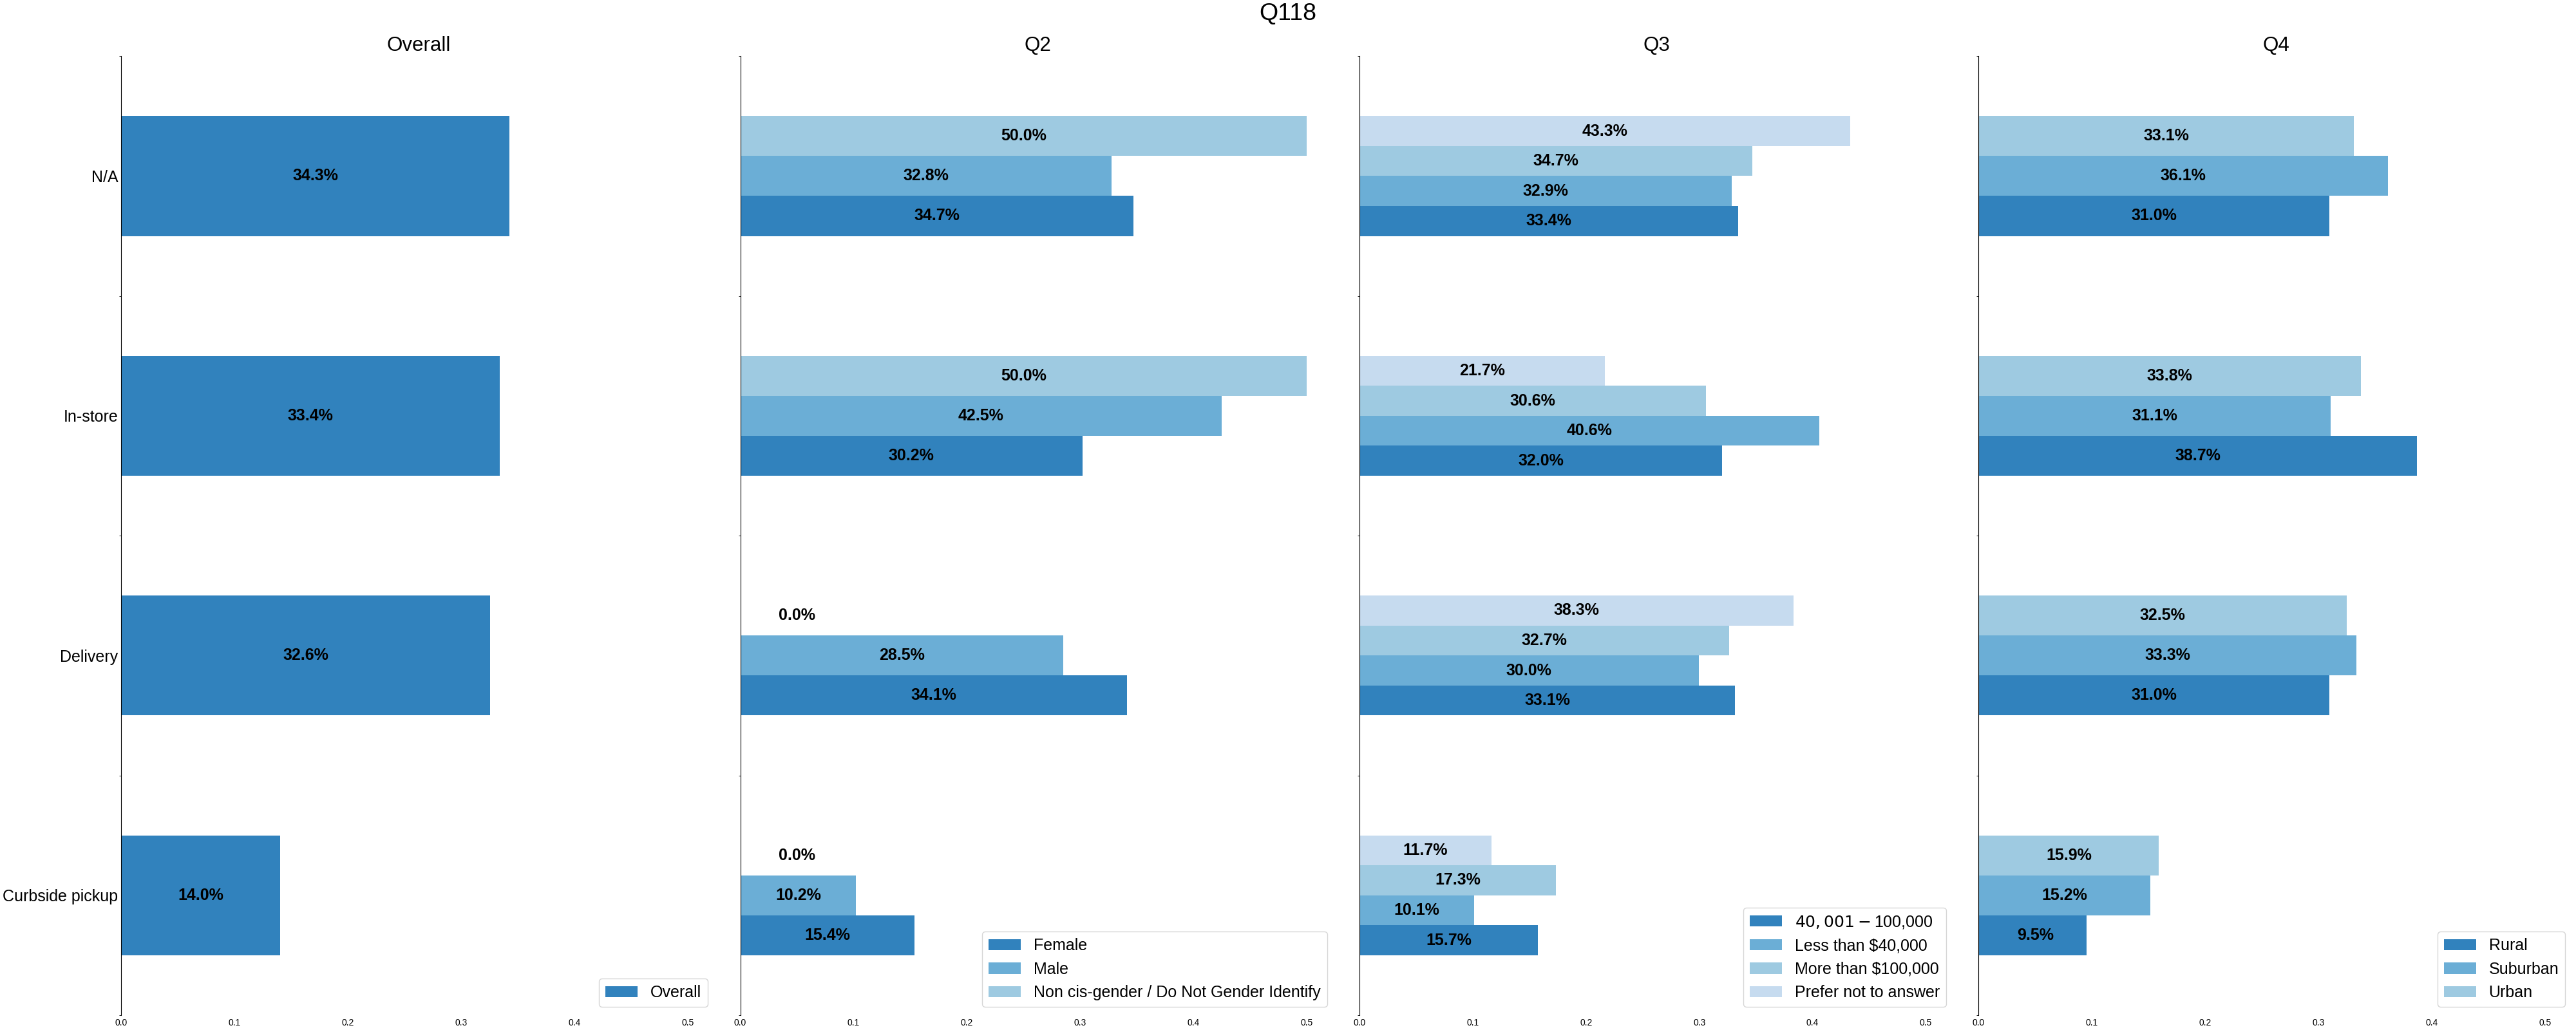 Q118
Overall
N/A
In-store
Delivery
Curbside pickup
34.3%
33.4%
32.6%
14.0%
Overall
0.0 0.1 0.2 0.3 0.4 0.5
Q2
50.0%
32.8%
34.7%
50.0%
42.5%
30.2%
0.0%
28.5%
34.1%
0.0%
10.2%
15.4%
Female
Male
Non cis-gender / Do Not Gender Identify
0.0 0.1 0.2 0.3 0.4 0.5
Q3
43.3%
34.7%
32.9%
33.4%
21.7%
30.6%
40.6%
32.0%
38.3%
32.7%
30.0%
33.1%
11.7%
17.3%
10.1%
15.7%
40,001 − 100,000
Less than $40,000
More than $100,000
Prefer not to answer
0.0 0.1 0.2 0.3 0.4 0.5
Q4
33.1%
36.1%
31.0%
33.8%
31.1%
38.7%
32.5%
33.3%
31.0%
15.9%
15.2%
9.5%
Rural
Suburban
Urban
0.0 0.1 0.2 0.3 0.4 0.5